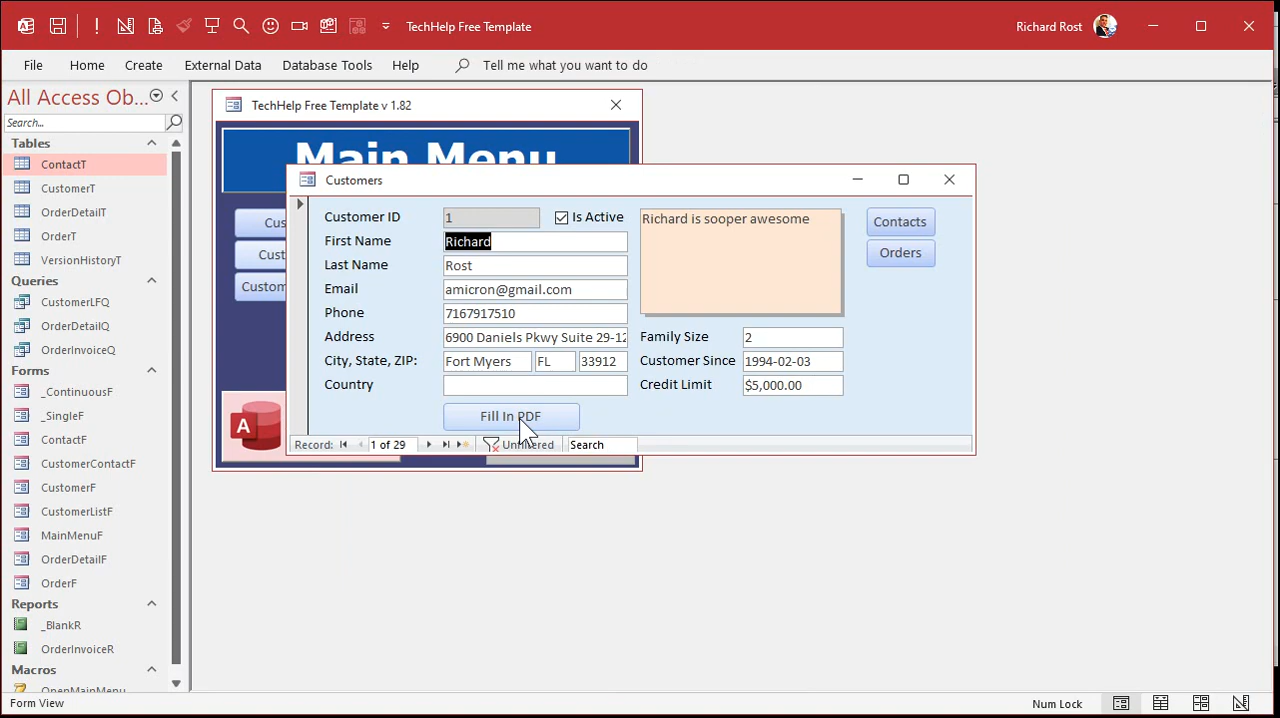 TechHelp Free Template
Richard Rost
File
Home
Create
External Data
Database Tools
Help
Tell me what you want to do
All Access Ob...
Search...
Tables
ContactT
CustomerT
OrderDetailT
OrderT
VersionHistoryT
Queries
CustomerLFQ
OrderDetailQ
OrderInvoiceQ
Forms
_ContinuousF
_SingleF
ContactF
CustomerContactF
CustomerF
CustomerListF
MainMenuF
OrderDetailF
OrderF
Reports
_BlankR
OrderInvoiceR
Macros
OpenMainMenu
TechHelp Free Template v 1.82
Main Menu
Cus
Cust
Custom
A
Customers
Customer ID 1 Is Active
First Name Richard
Last Name Rost
Email amicron@gmail.com
Phone 7167917510
Address 6900 Daniels Pkwy Suite 29-12
City, State, ZIP: Fort Myers FL 33912
Country
Richard is sooper awesome
Family Size 2
Customer Since 1994-02-03
Credit Limit $5,000.00
Contacts
Orders
Fill In PDF
Record: 1 of 29 Unfiltered Search
Form View
Num Lock